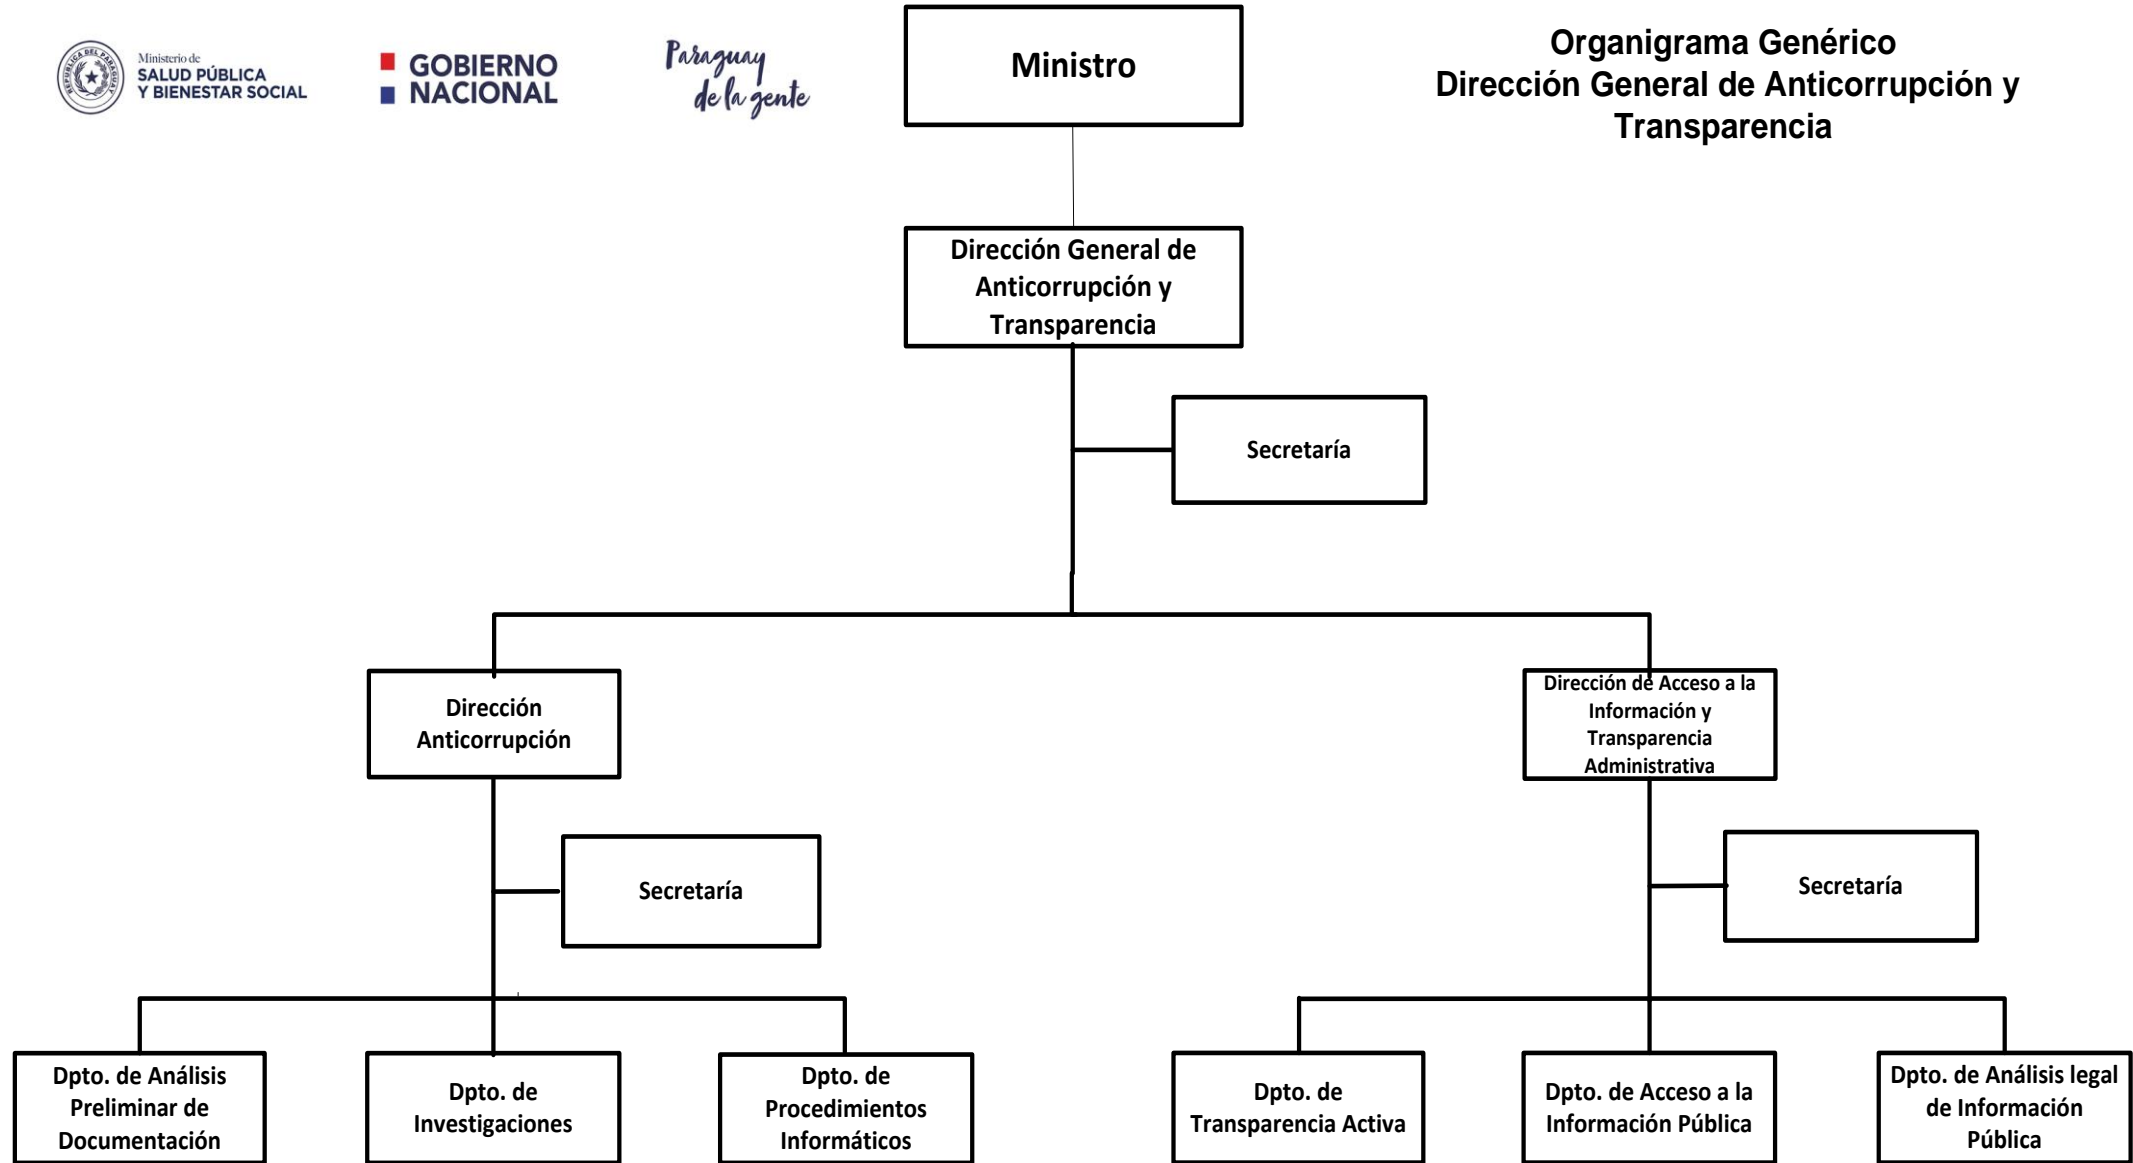 Ministerio de
SALUD PÚBLICA
Y BIENESTAR SOCIAL
REPUBLICA DEL PARAGUAY
GOBIERNO
NACIONAL
Paraguay
de la gente
Ministro
Organigrama Genérico
Dirección General de Anticorrupción y
Transparencia
Dirección General de
Anticorrupción y
Transparencia
Secretaría
Dirección
Anticorrupción
Dirección de Acceso a la
Información y
Transparencia
Administrativa
Secretaría
Secretaría
Dpto. de Análisis
Preliminar de
Documentación
Dpto. de
Investigaciones
Dpto. de
Procedimientos
Informáticos
Dpto. de
Transparencia Activa
Dpto. de Acceso a la
Información Pública
Dpto. de Análisis legal
de Información
Pública